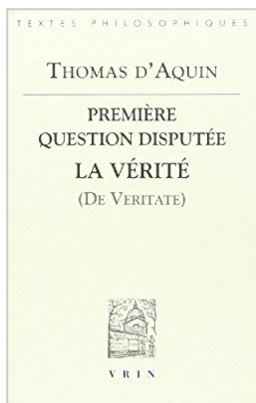 TEXTES PHILOSOPHIQUES
THOMAS D'AQUIN
PREMIÈRE
QUESTION DISPUTÉE
LA VÉRITÉ
(DE VERITATE)
VRIN